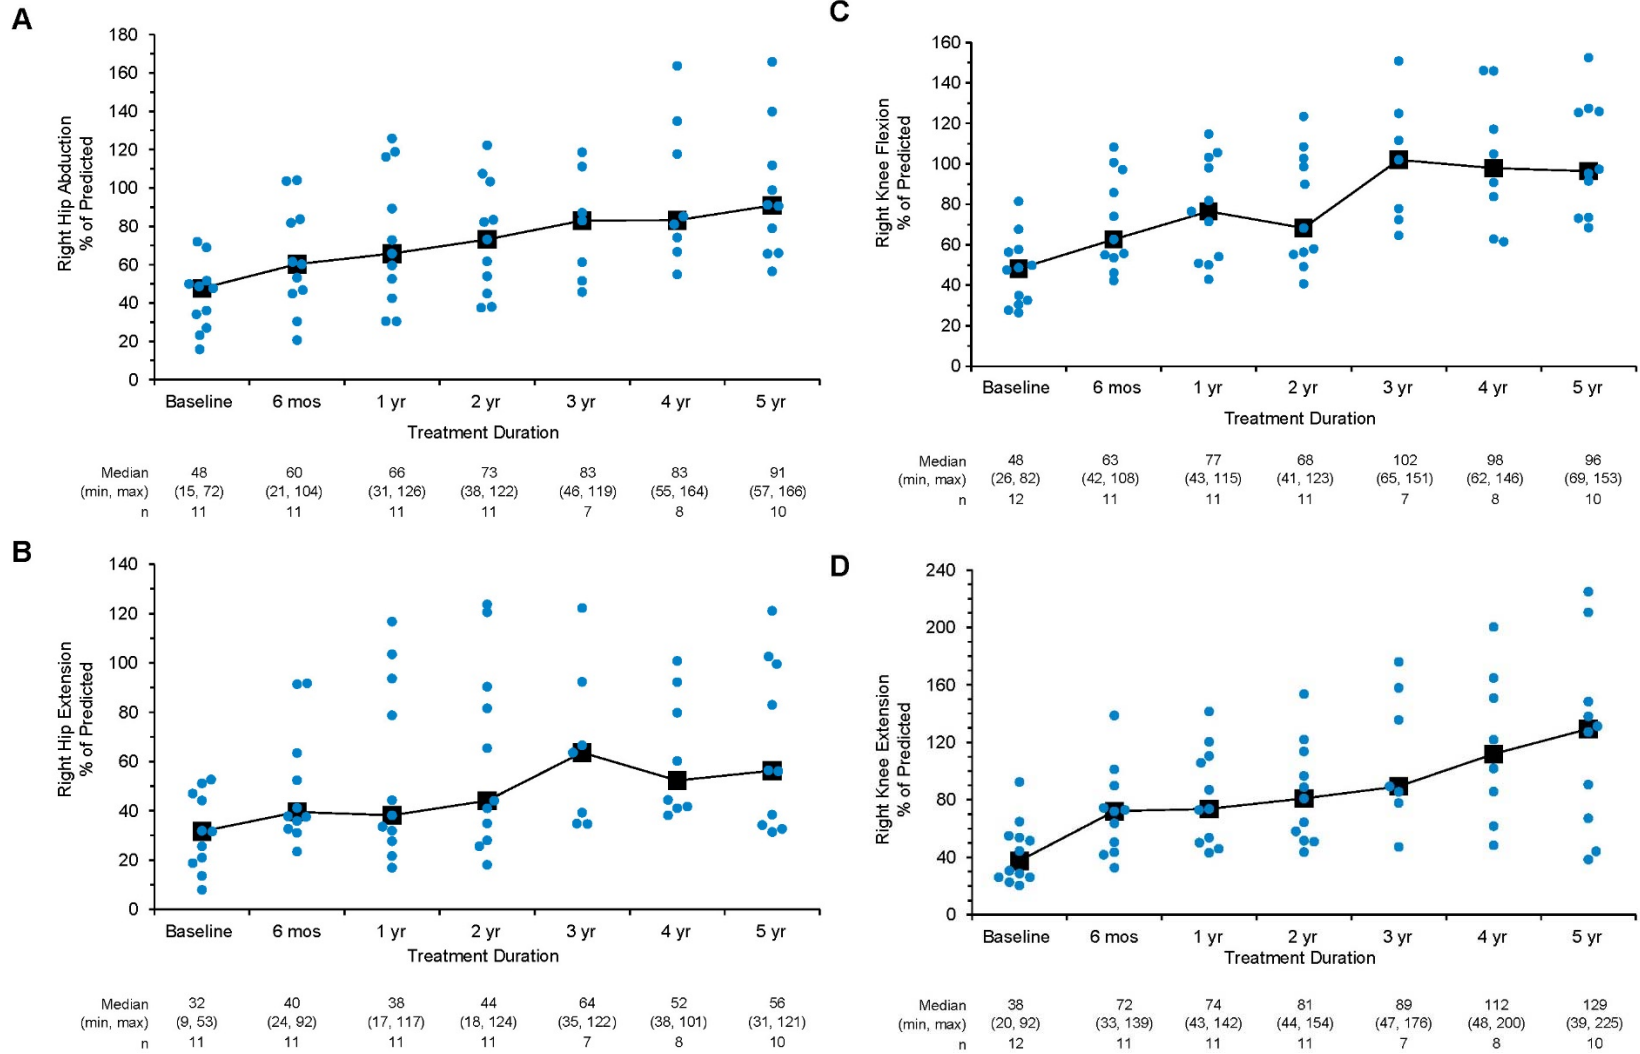 A
Right Hip Abduction
% of Predicted
180
160
140
120
100
80
60
40
20
0
Baseline 6 mos 1 yr 2 yr 3 yr 4 yr 5 yr
Treatment Duration
Median 48 60 66 73 83 83 91
(min, max) (15, 72) (21, 104) (31, 126) (38, 122) (46, 119) (55, 164) (57, 166)
n 11 11 11 11 7 8 10
B
Right Hip Extension
% of Predicted
140
120
100
80
60
40
20
0
Baseline 6 mos 1 yr 2 yr 3 yr 4 yr 5 yr
Treatment Duration
Median 32 40 38 44 64 52 56
(min, max) (9, 53) (24, 92) (17, 117) (18, 124) (35, 122) (38, 101) (31, 121)
n 11 11 11 11 7 8 10
C
Right Knee Flexion
% of Predicted
160
140
120
100
80
60
40
20
0
Baseline 6 mos 1 yr 2 yr 3 yr 4 yr 5 yr
Treatment Duration
Median 48 63 77 68 102 98 96
(min, max) (26, 82) (42, 108) (43, 115) (41, 123) (65, 151) (62, 146) (69, 153)
n 12 11 11 11 7 8 10
D
Right Knee Extension
% of Predicted
240
200
160
120
80
40
0
Baseline 6 mos 1 yr 2 yr 3 yr 4 yr 5 yr
Treatment Duration
Median 38 72 74 81 89 112 129
(min, max) (20, 92) (33, 139) (43, 142) (44, 154) (47, 176) (48, 200) (39, 225)
n 12 11 11 11 7 8 10